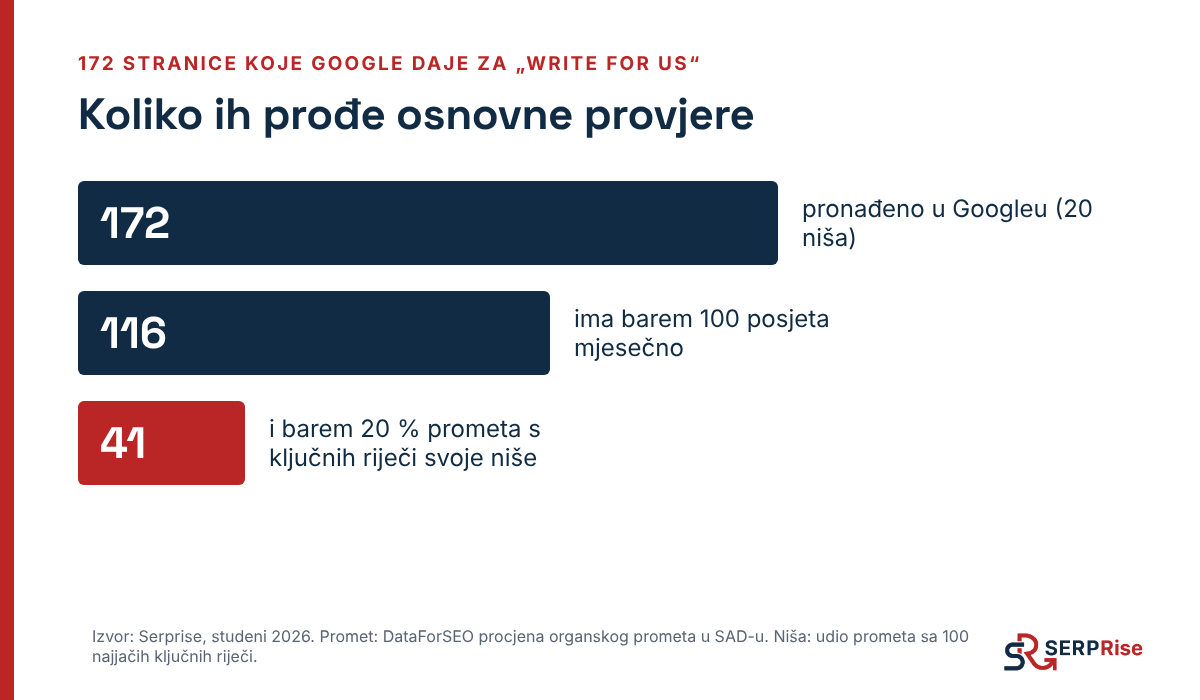 172 STRANICE KOJE GOOGLE DAJE ZA „WRITE FOR US“
Koliko ih prođe osnovne provjere
172
pronađeno u Googleu (20
niša)
116
ima barem 100 posjeta
mjesečno
41
i barem 20 % prometa s
ključnih riječi svoje niše
Izvor: Serprise, studeni 2026. Promet: DataForSEO procjena organskog prometa u SAD-u. Niša: udio prometa sa 100
najjačih ključnih riječi.
SERPRise